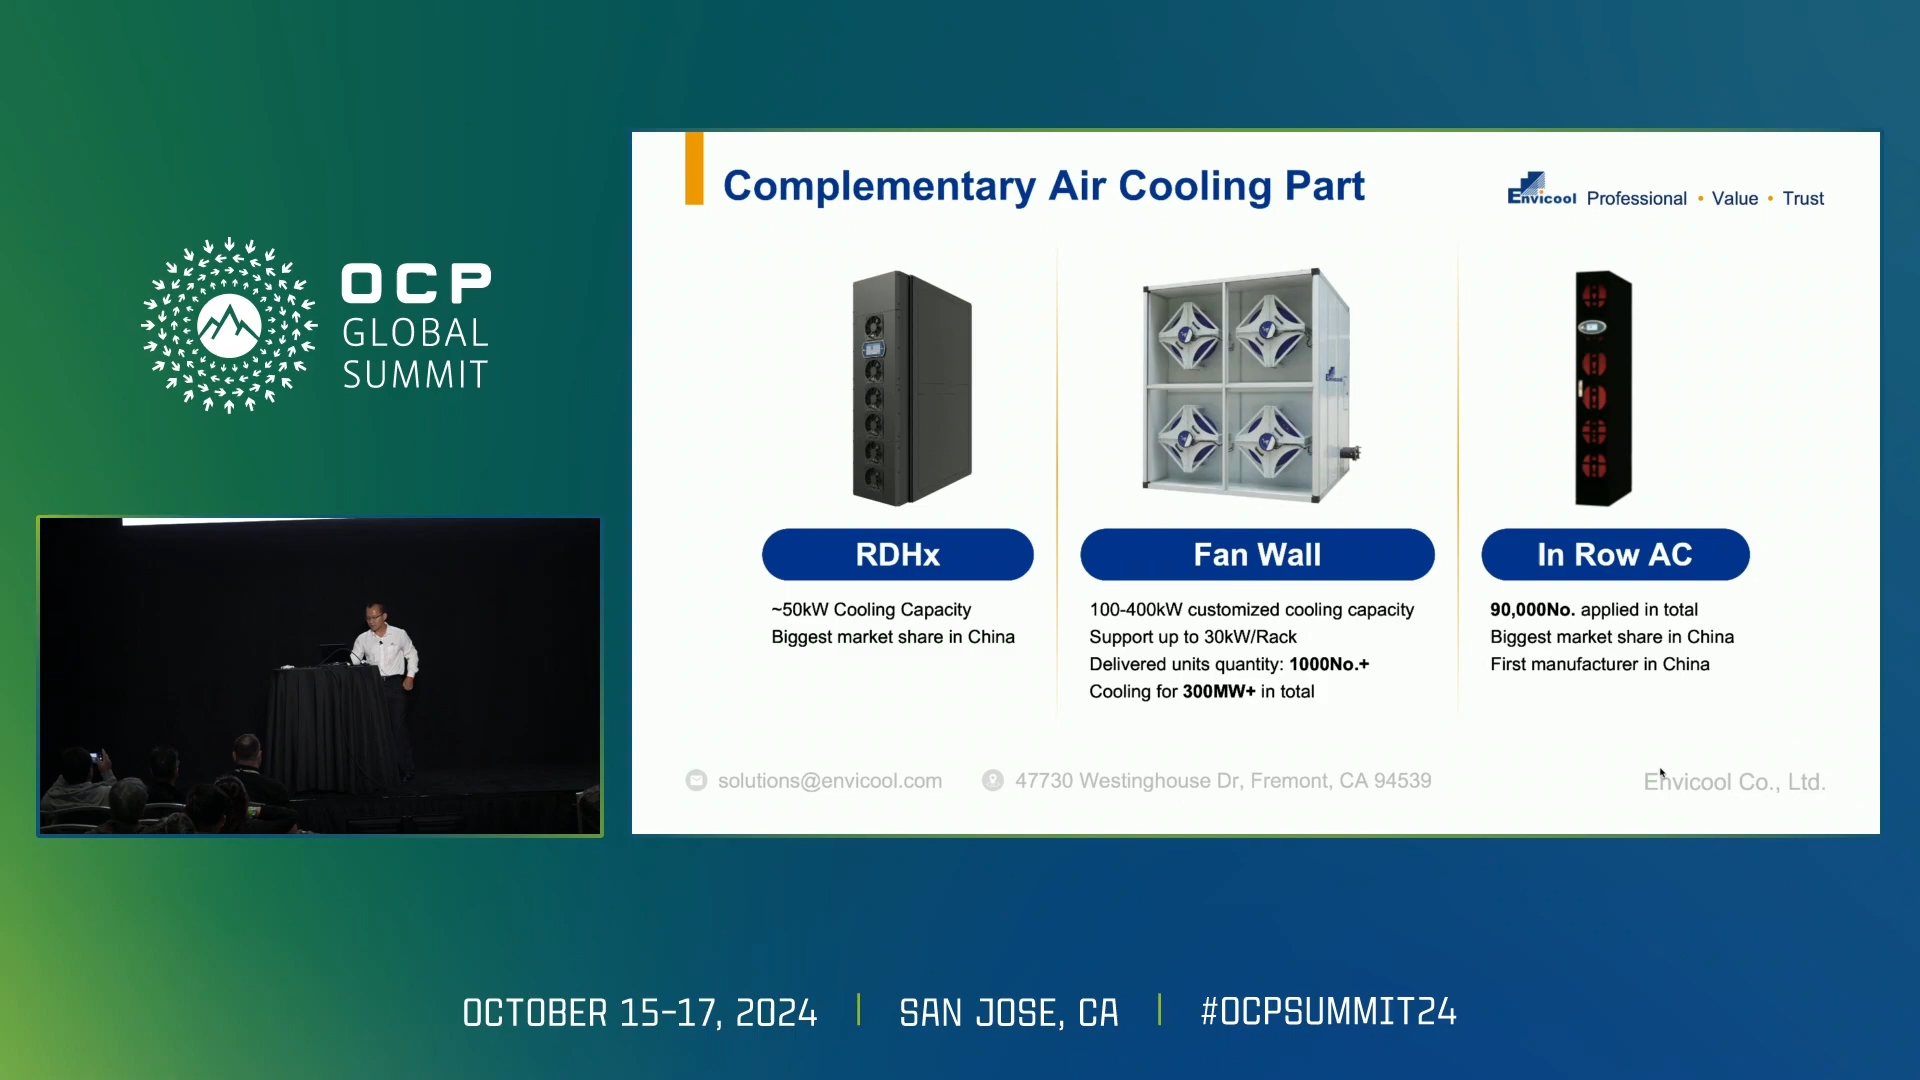 OCP
GLOBAL
SUMMIT
Complementary Air Cooling Part
Envicool Professional • Value • Trust
RDHx
~50kW Cooling Capacity
Biggest market share in China
Fan Wall
100-400kW customized cooling capacity
Support up to 30kW/Rack
Delivered units quantity: 1000No.+
Cooling for 300MW+ in total
In Row AC
90,000No. applied in total
Biggest market share in China
First manufacturer in China
solutions@envicool.com
47730 Westinghouse Dr, Fremont, CA 94539
Envicool Co., Ltd.
OCTOBER 15-17, 2024 | SAN JOSE, CA | #OCPSUMMIT24